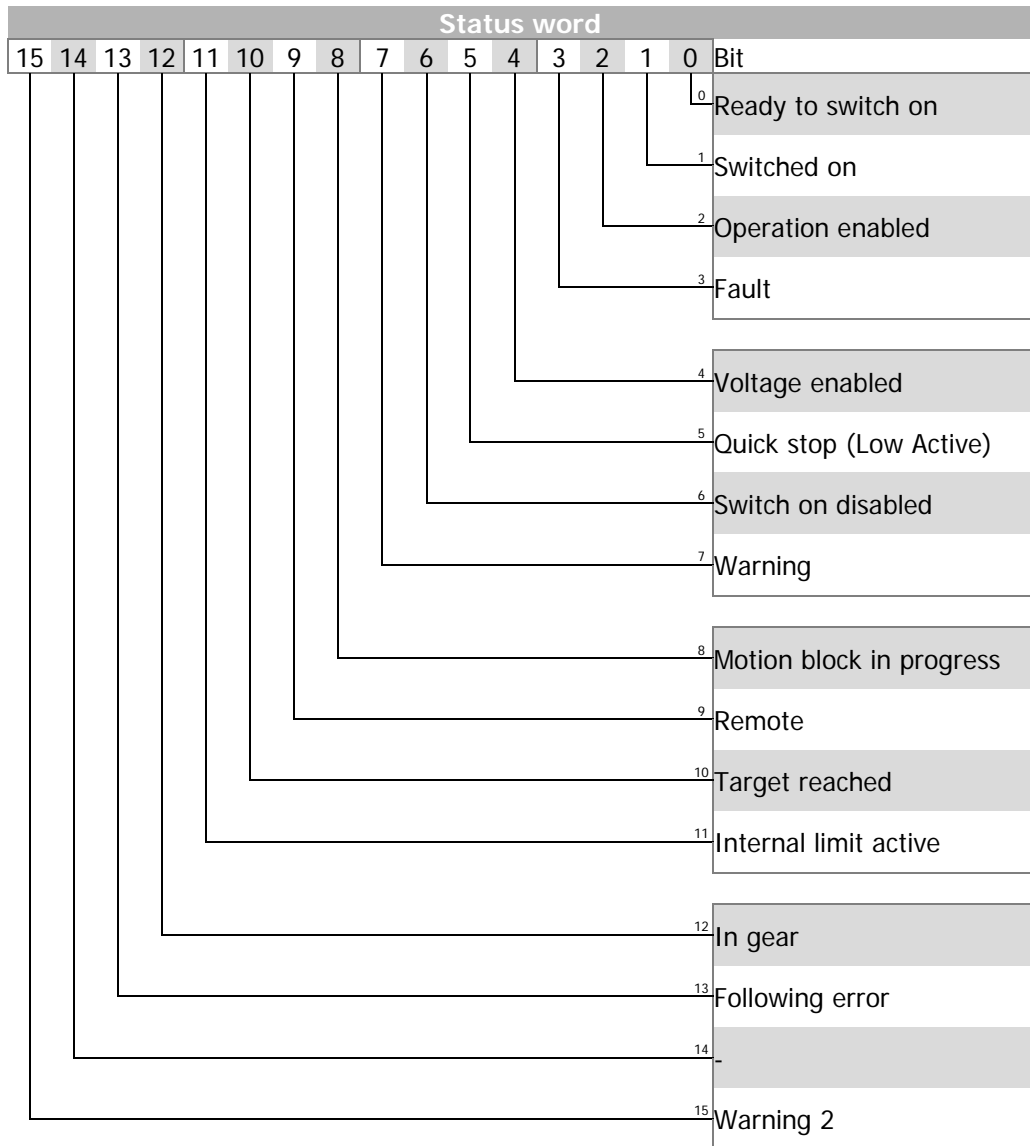 Status word
15 14 13 12 11 10 9 8 7 6 5 4 3 2 1 0 Bit
0 Ready to switch on
1 Switched on
2 Operation enabled
3 Fault
4 Voltage enabled
5 Quick stop (Low Active)
6 Switch on disabled
7 Warning
8 Motion block in progress
9 Remote
10 Target reached
11 Internal limit active
12 In gear
13 Following error
14 -
15 Warning 2